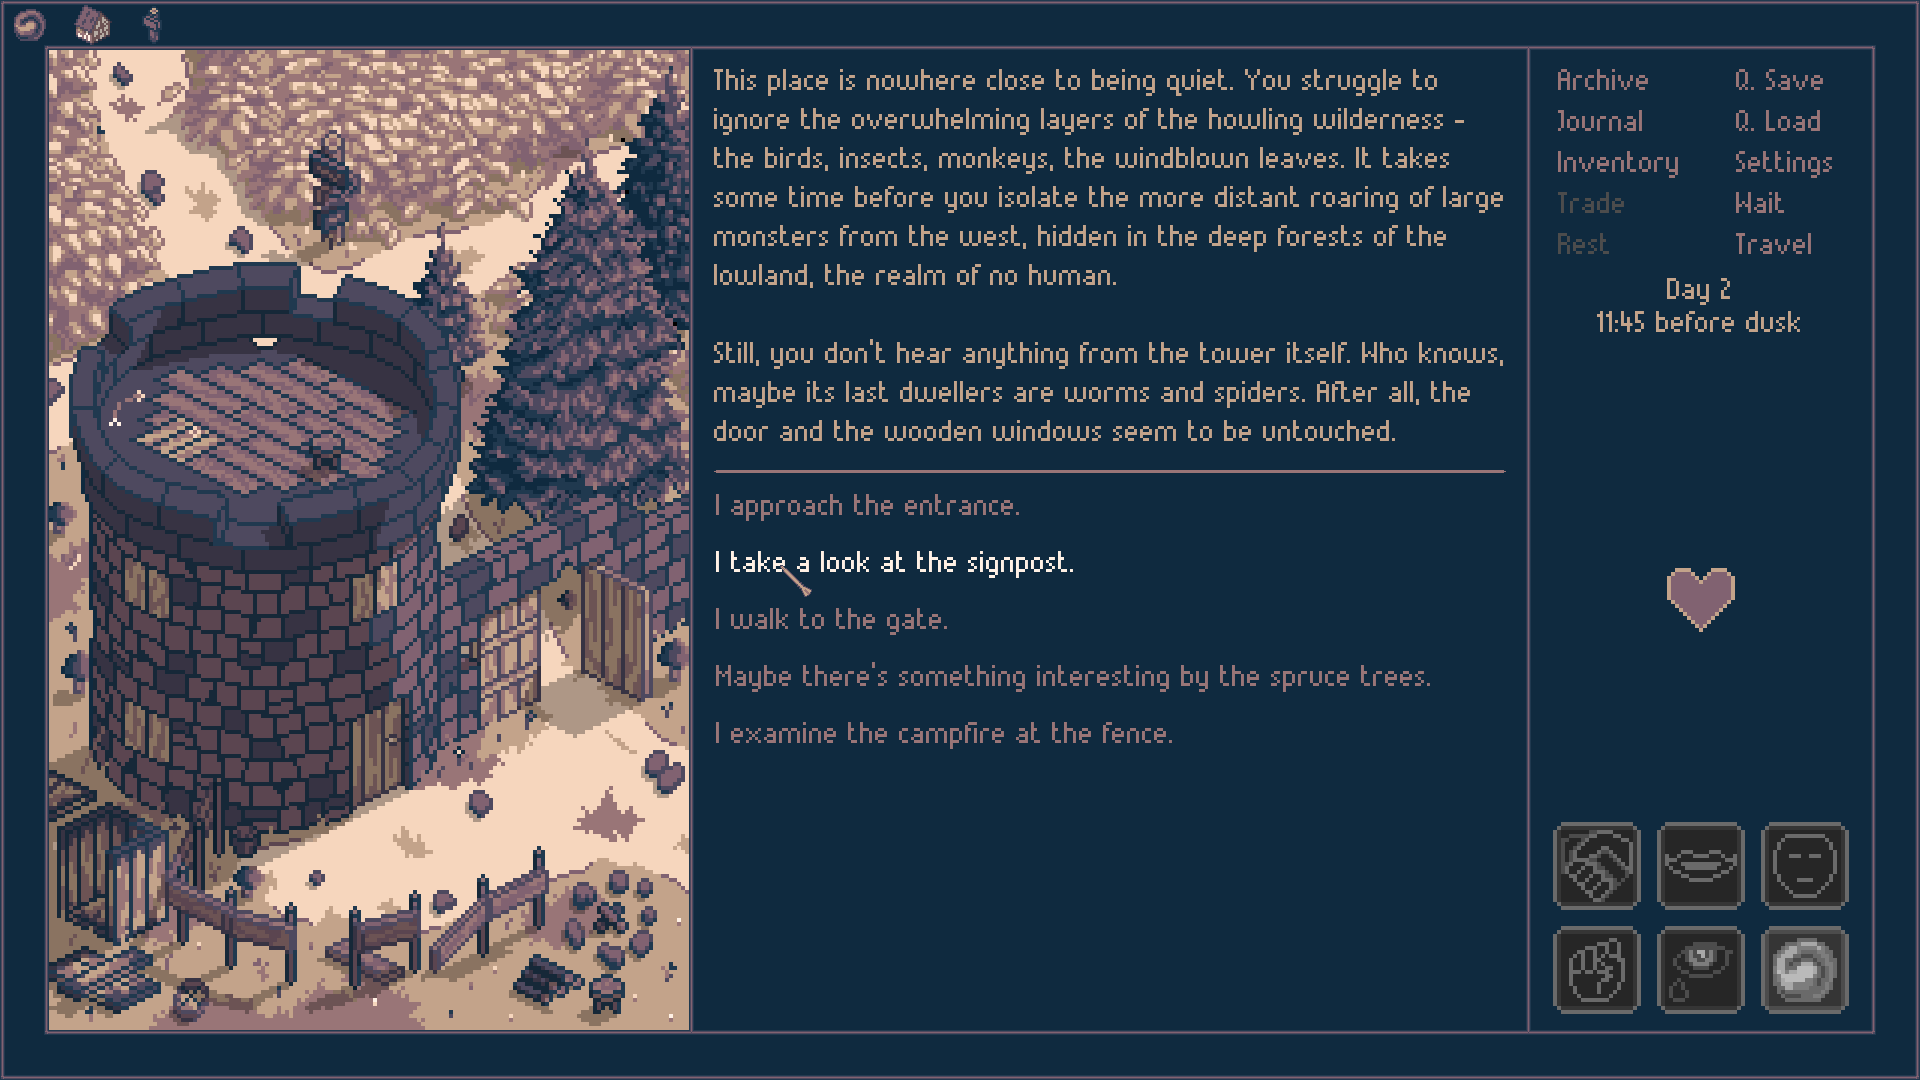 This place is nowhere close to being quiet. You struggle to
ignore the overwhelming layers of the howling wilderness -
the birds, insects, monkeys, the windblown leaves. It takes
some time before you isolate the more distant roaring of large
monsters from the west, hidden in the deep forests of the
lowland, the realm of no human.
Still, you don't hear anything from the tower itself. Who knows,
maybe its last dwellers are worms and spiders. After all, the
door and the wooden windows seem to be untouched.
I approach the entrance.
I take a look at the signpost.
I walk to the gate.
Maybe there's something interesting by the spruce trees.
I examine the campfire at the fence.
Archive
Q. Save
Journal
Q. Load
Inventory
Settings
Trade
Wait
Rest
Travel
Day 2
11:45 before dusk